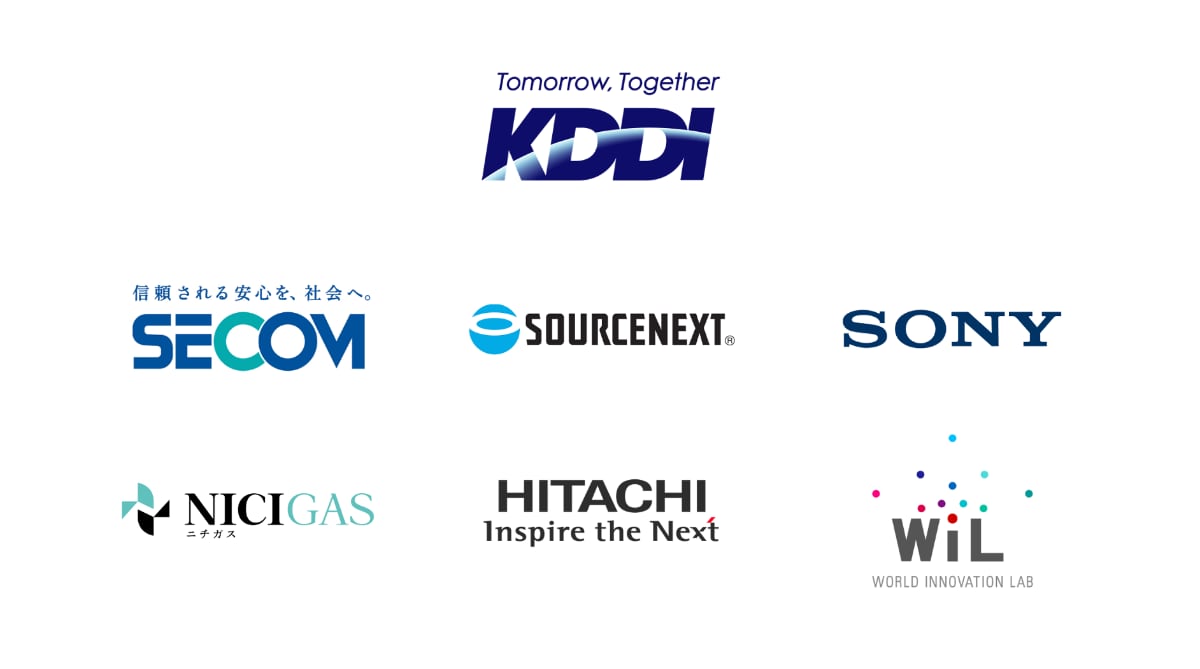 Tomorrow, Together
KDDI
信頼される安心を、社会へ。
SECOM
SOURCENEXT®
SONY
NICIGAS
ニチガス
HITACHI
Inspire the Next
WiL
WORLD INNOVATION LAB